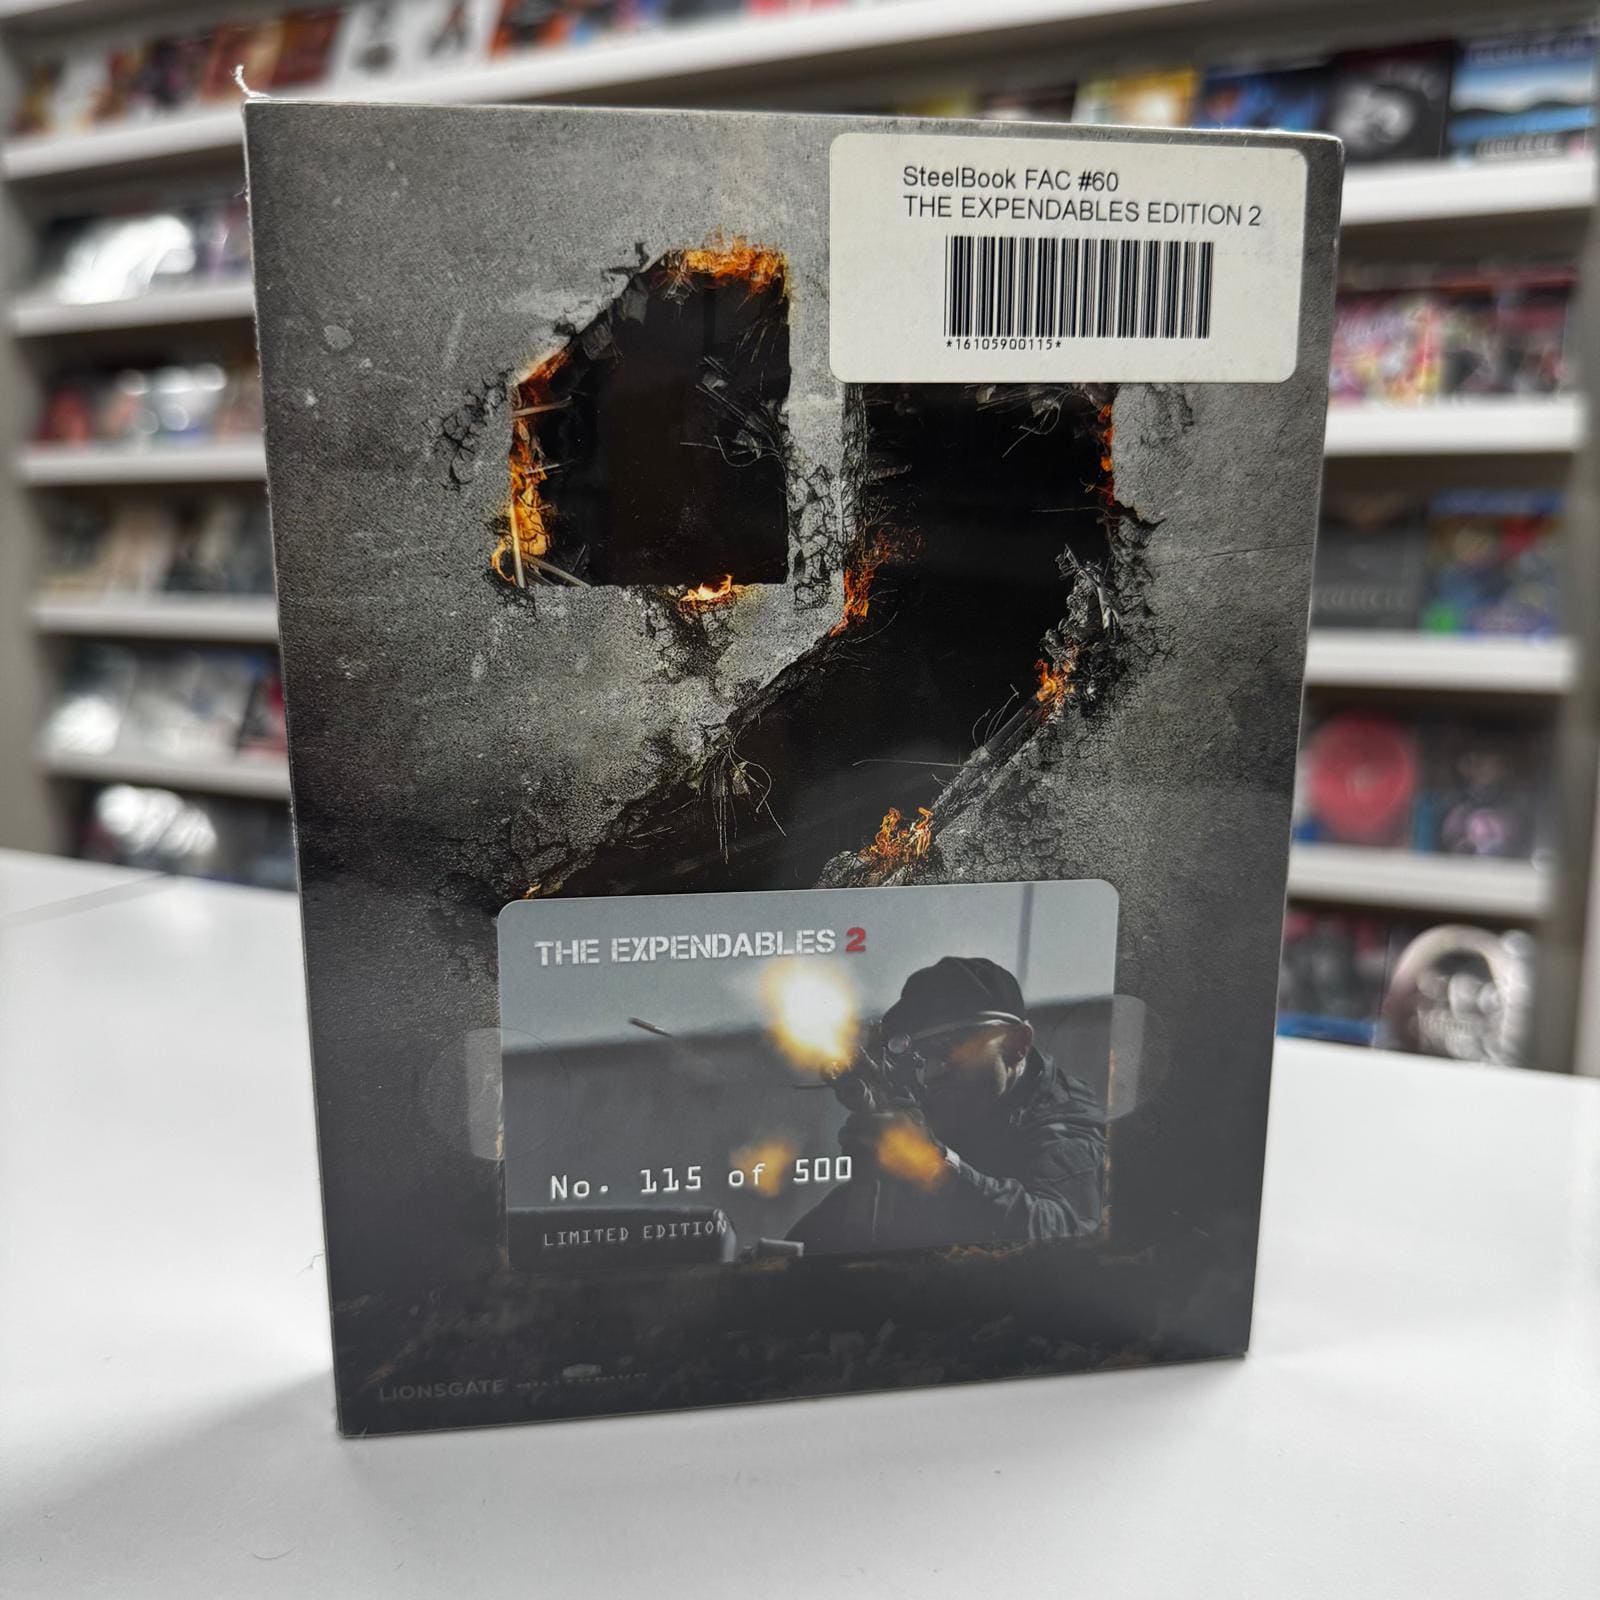 SteelBook FAC #60
THE EXPENDABLES EDITION 2
*16105900115*
THE EXPENDABLES 2
No. 115 of 500
LIMITED EDITION
LIONSGATE